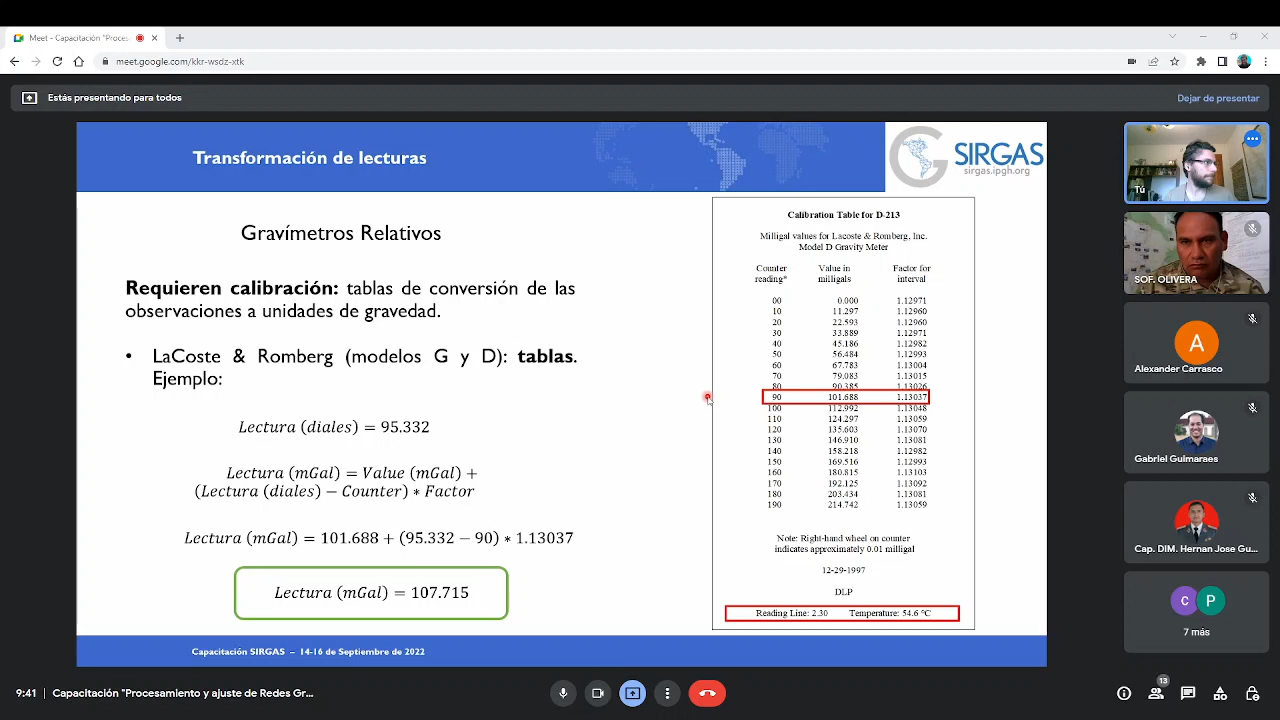 Meet - Capacitación "Proces
meet.google.com/kkr-wsdz-xtk
Estás presentando para todos
Dejar de presentar
Transformación de lecturas
SIRGAS
sirgas.ipgh.org
Gravímetros Relativos
Requieren calibración: tablas de conversión de las
observaciones a unidades de gravedad.
• LaCoste & Romberg (modelos G y D): tablas.
Ejemplo:
Lectura (diales) = 95.332
Lectura (mGal) = Value (mGal) +
(Lectura (diales) − Counter) ∗ Factor
Lectura (mGal) = 101.688 + (95.332 − 90) ∗ 1.13037
Lectura (mGal) = 107.715
Calibration Table for D-213
Milligal values for Lacoste & Romberg, Inc.
Model D Gravity Meter
Counter Value in Factor for
reading* milligals interval
00 0.000 1.12971
10 11.297 1.12960
20 22.593 1.12960
30 33.889 1.12971
40 45.186 1.12982
50 56.484 1.12993
60 67.783 1.13004
70 79.083 1.13015
80 90.385 1.13026
90 101.688 1.13037
100 112.992 1.13048
110 124.297 1.13059
120 135.603 1.13070
130 146.910 1.13081
140 158.218 1.12982
150 169.516 1.12993
160 180.815 1.13103
170 192.125 1.13092
180 203.434 1.13081
190 214.742 1.13059
Note: Right-hand wheel on counter
indicates approximately 0.01 milligal
12-29-1997
DLP
Reading Line: 2.30 Temperature: 54.6 °C
Capacitación SIRGAS – 14-16 de Septiembre de 2022
Tú
SOF. OLIVERA
A
Alexander Carrasco
Gabriel Guimaraes
Cap. DIM. Hernan Jose Gu...
c P
7 más
9:41 | Capacitación "Procesamiento y ajuste de Redes Gr...
13